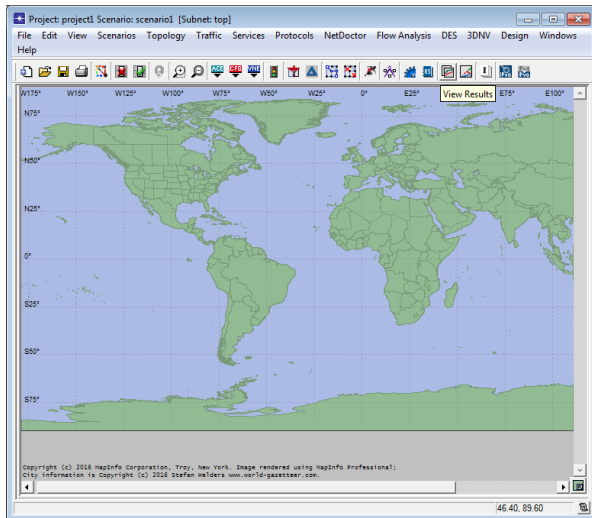 Project: project1 Scenario: scenario1 [Subnet: top]
File Edit View Scenarios Topology Traffic Services Protocols NetDoctor Flow Analysis DES 3DNV Design Windows
Help
View Results
W175° W150° W125° W100° W75° W50° W25° 0° E25° E75° E100°
N75°
N50°
N25°
0°
S25°
S50°
S75°
Copyright (c) 2016 MapInfo Corporation, Troy, New York. Image rendered using MapInfo Professional;
City information is Copyright (c) 2016 Stefan Helders www.world-gazetteer.com.
46.40, 89.60